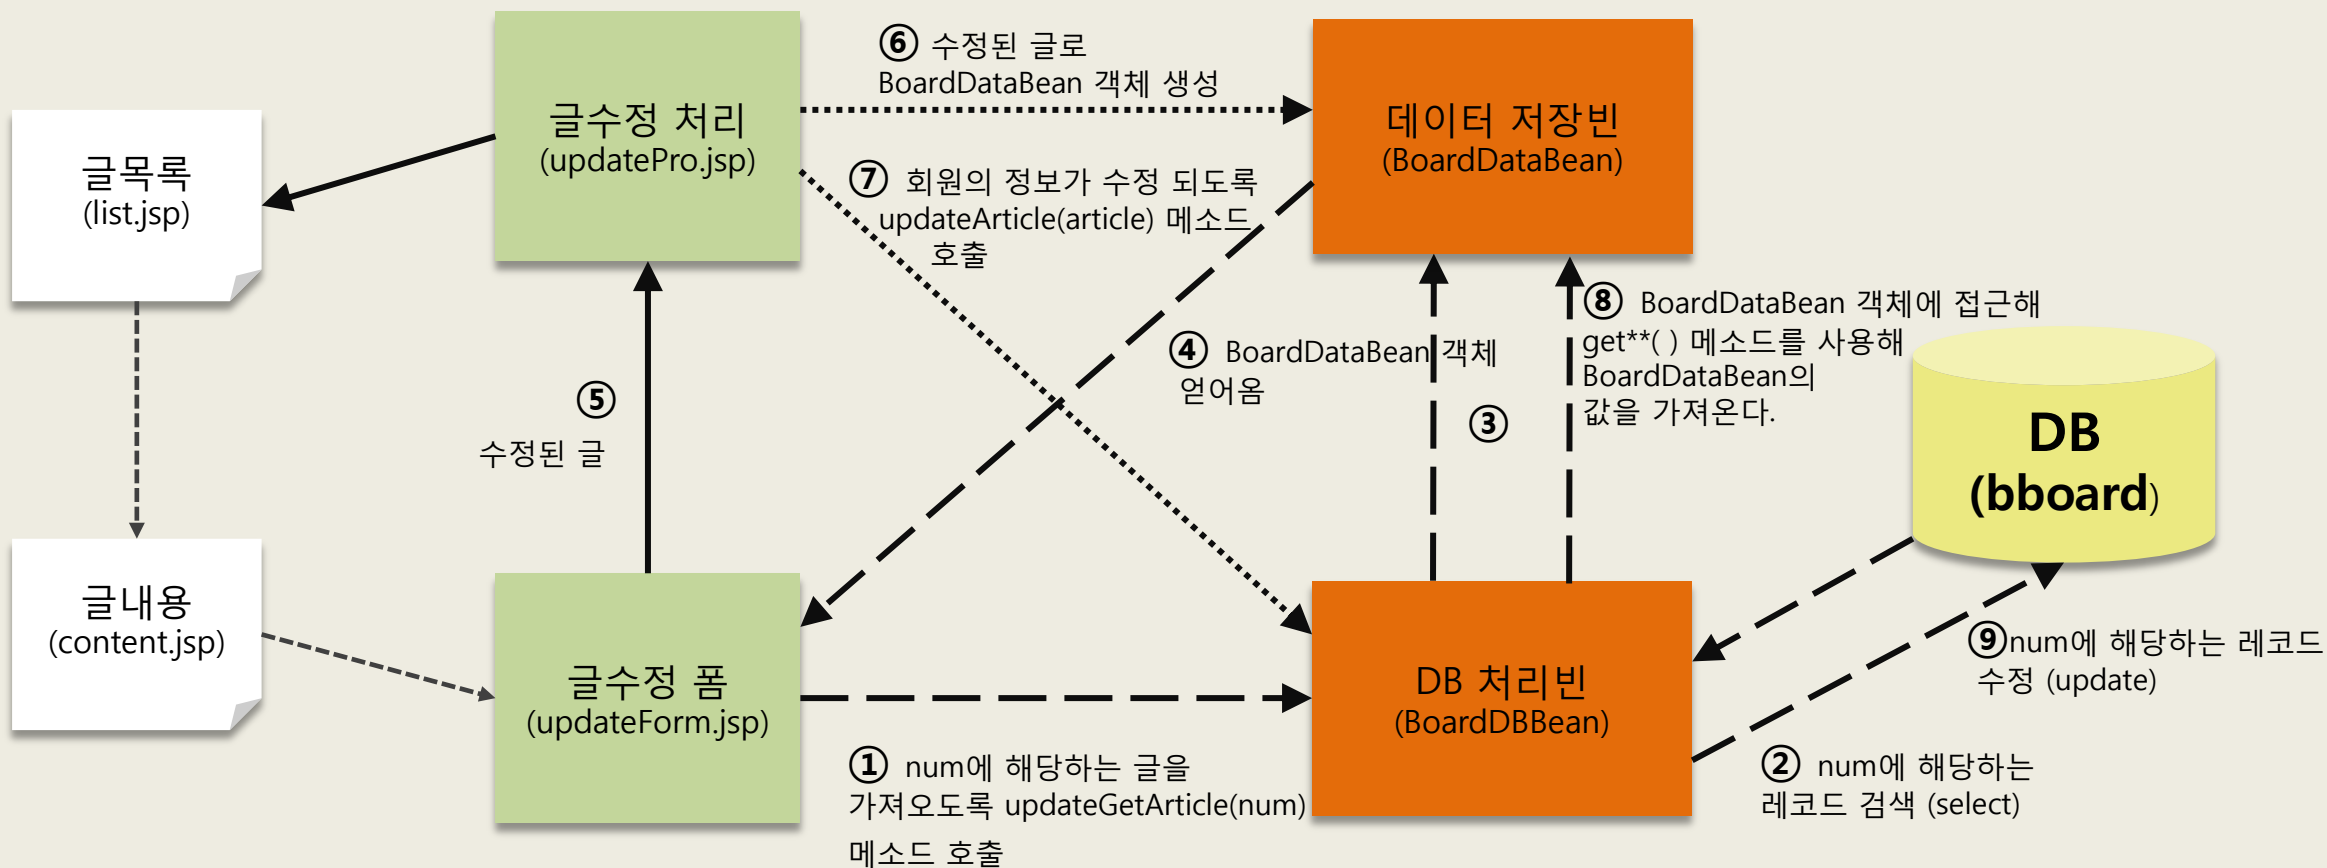 ⑥ 수정된 글로
BoardDataBean 객체 생성
글수정 처리
(updatePro.jsp)
데이터 저장빈
(BoardDataBean)
글목록
(list.jsp)
⑦ 회원의 정보가 수정 되도록
updateArticle(article) 메소드
호출
⑧ BoardDataBean 객체에 접근해
get**( ) 메소드를 사용해
BoardDataBean의
값을 가져온다.
④ BoardDataBean 객체
얻어옴
③
⑤
수정된 글
DB
(bboard)
글내용
(content.jsp)
글수정 폼
(updateForm.jsp)
DB 처리빈
(BoardDBBean)
⑨num에 해당하는 레코드
수정 (update)
① num에 해당하는 글을
가져오도록 updateGetArticle(num)
메소드 호출
② num에 해당하는
레코드 검색 (select)